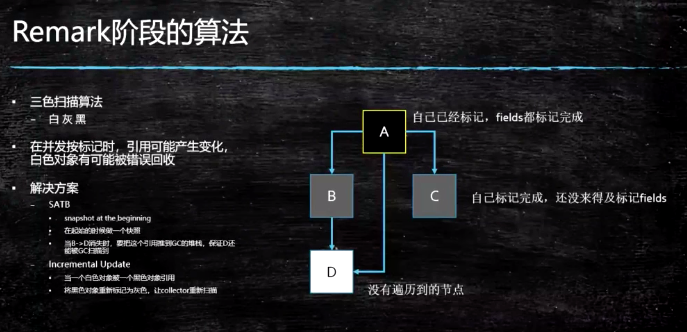 Remark阶段的算法
• 三色扫描算法
– 白 灰 黑
• 在并发按标记时，引用可能产生变化，
白色对象有可能被错误回收
• 解决方案
– SATB
• snapshot at the beginning
• 在起始的时候做一个快照
• 当B->D消失时，要把这个引用推到GC的堆栈，保证D还
能被GC扫描到
Incremental Update
• 当一个白色对象被一个黑色对象引用
• 将黑色对象重新标记为灰色，让collector重新扫描
A
自己已经标记，fields都标记完成
B
C
自己标记完成，还没来得及标记fields
D
没有遍历到的节点